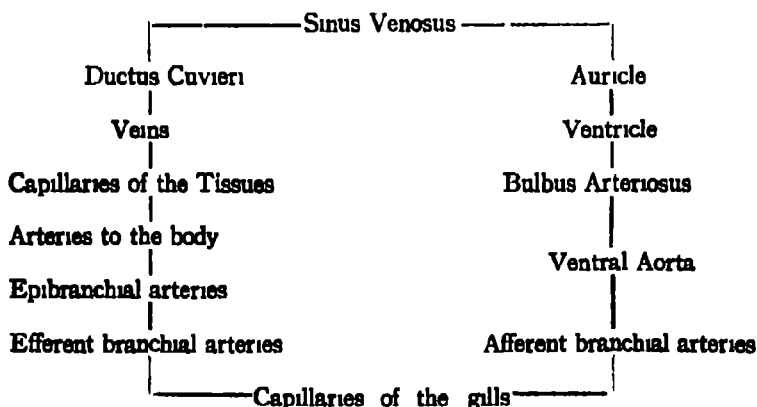 Sinus Venosus
Ductus Cuvieri Auricle
Veins Ventricle
Capillaries of the Tissues Bulbus Arteriosus
Arteries to the body
Ventral Aorta
Epibranchial arteries
Efferent branchial arteries Afferent branchial arteries
Capillaries of the gills